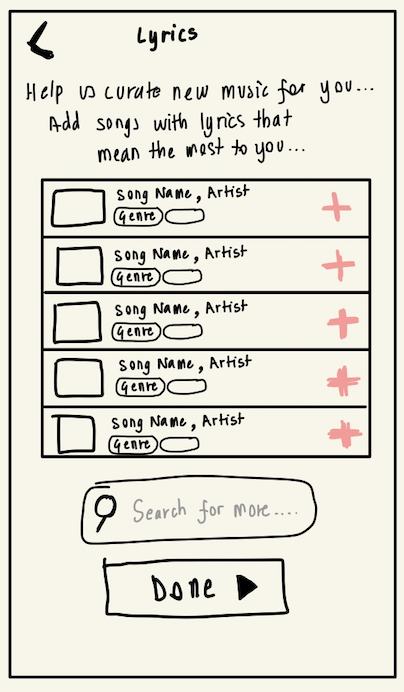 Lyrics
Help us curate new music for you...
Add songs with lyrics that
mean the most to you...
Song Name, Artist
Genre
Song Name, Artist
Genre
Song Name, Artist
Genre
Song Name, Artist
Genre
Song Name, Artist
Genre
Search for more....
Done